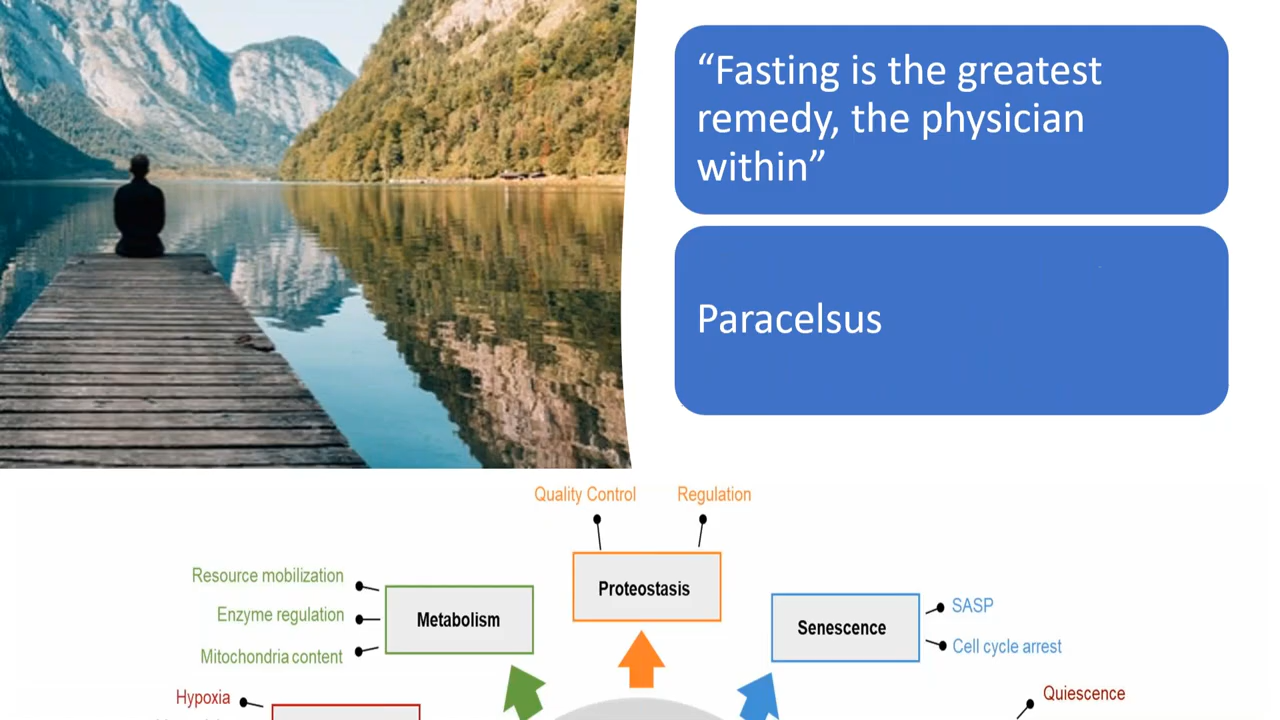 “Fasting is the greatest
remedy, the physician
within”
Paracelsus
Quality Control
Regulation
Resource mobilization
Enzyme regulation
Mitochondria content
Metabolism
Proteostasis
Senescence
SASP
Cell cycle arrest
Hypoxia
Quiescence